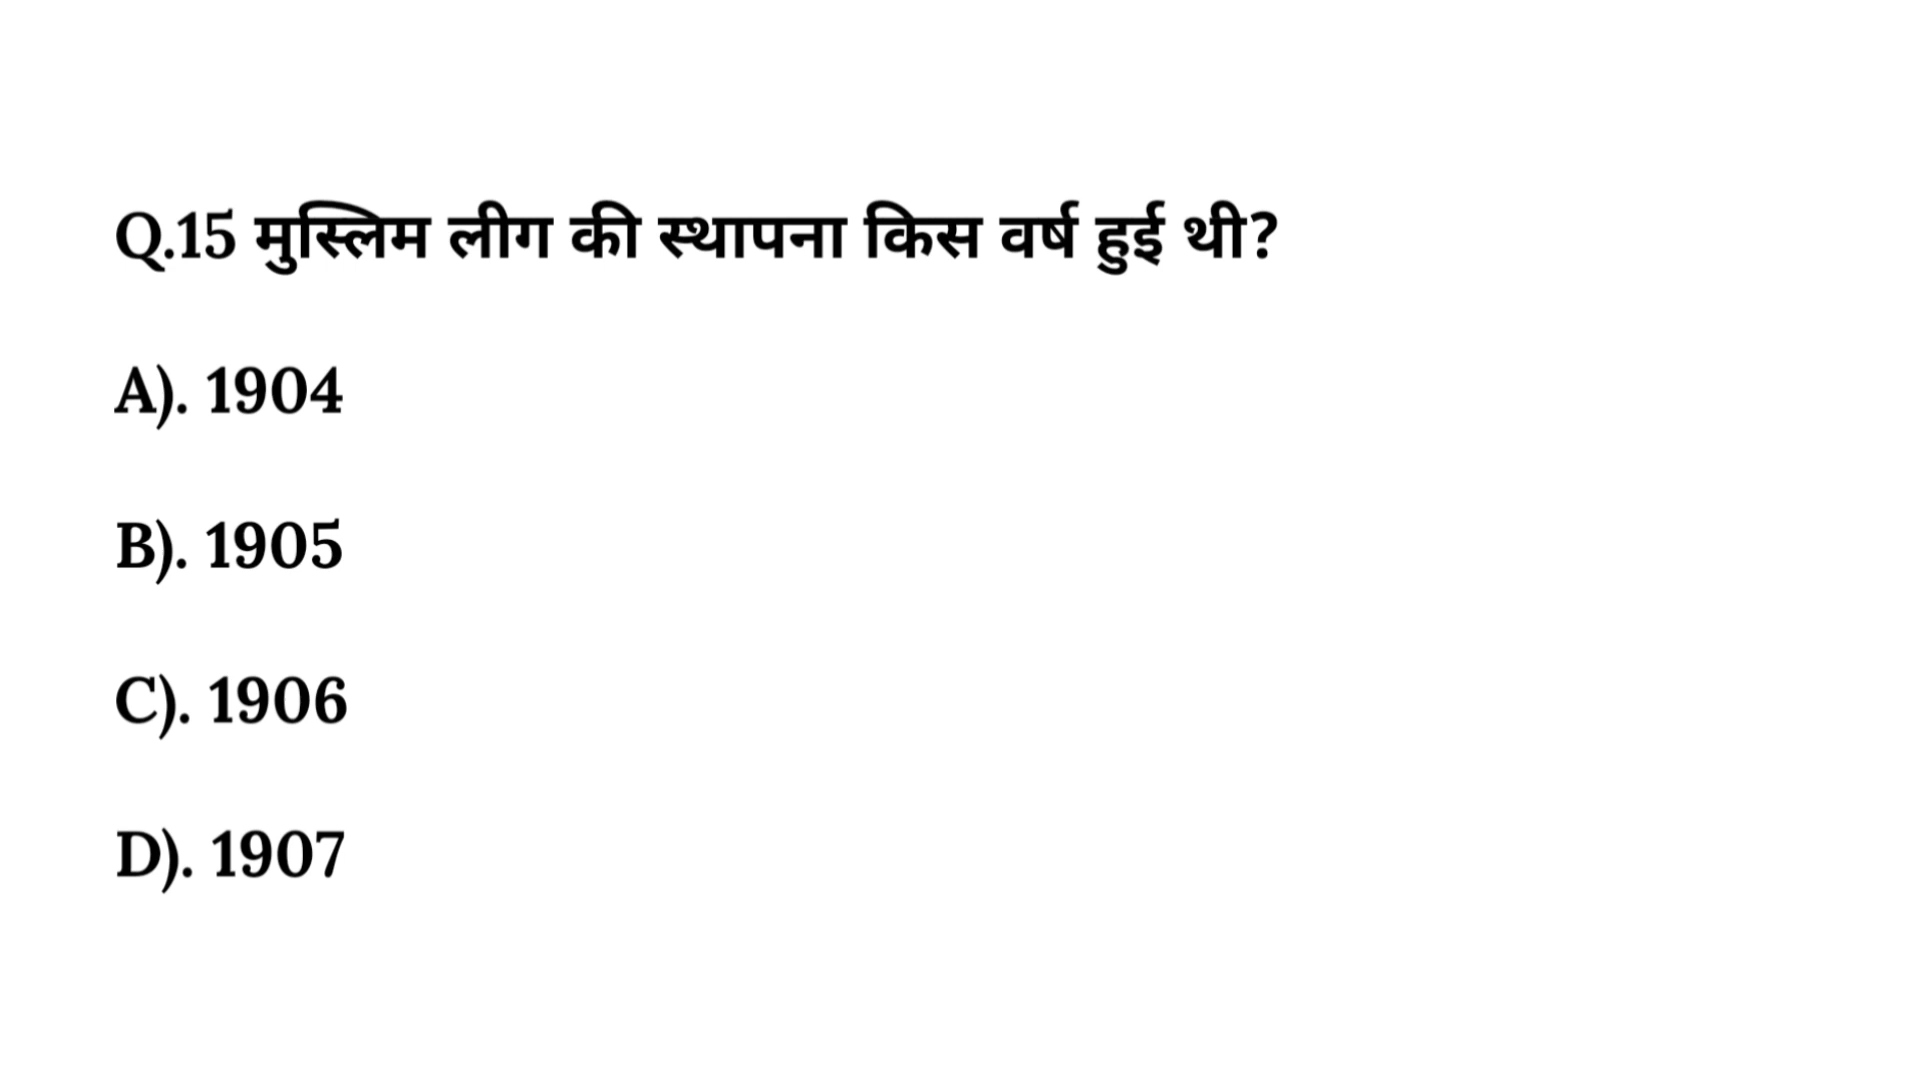 Q.15 मुस्लिम लीग की स्थापना किस वर्ष हुई थी?
A). 1904
B). 1905
C). 1906
D). 1907